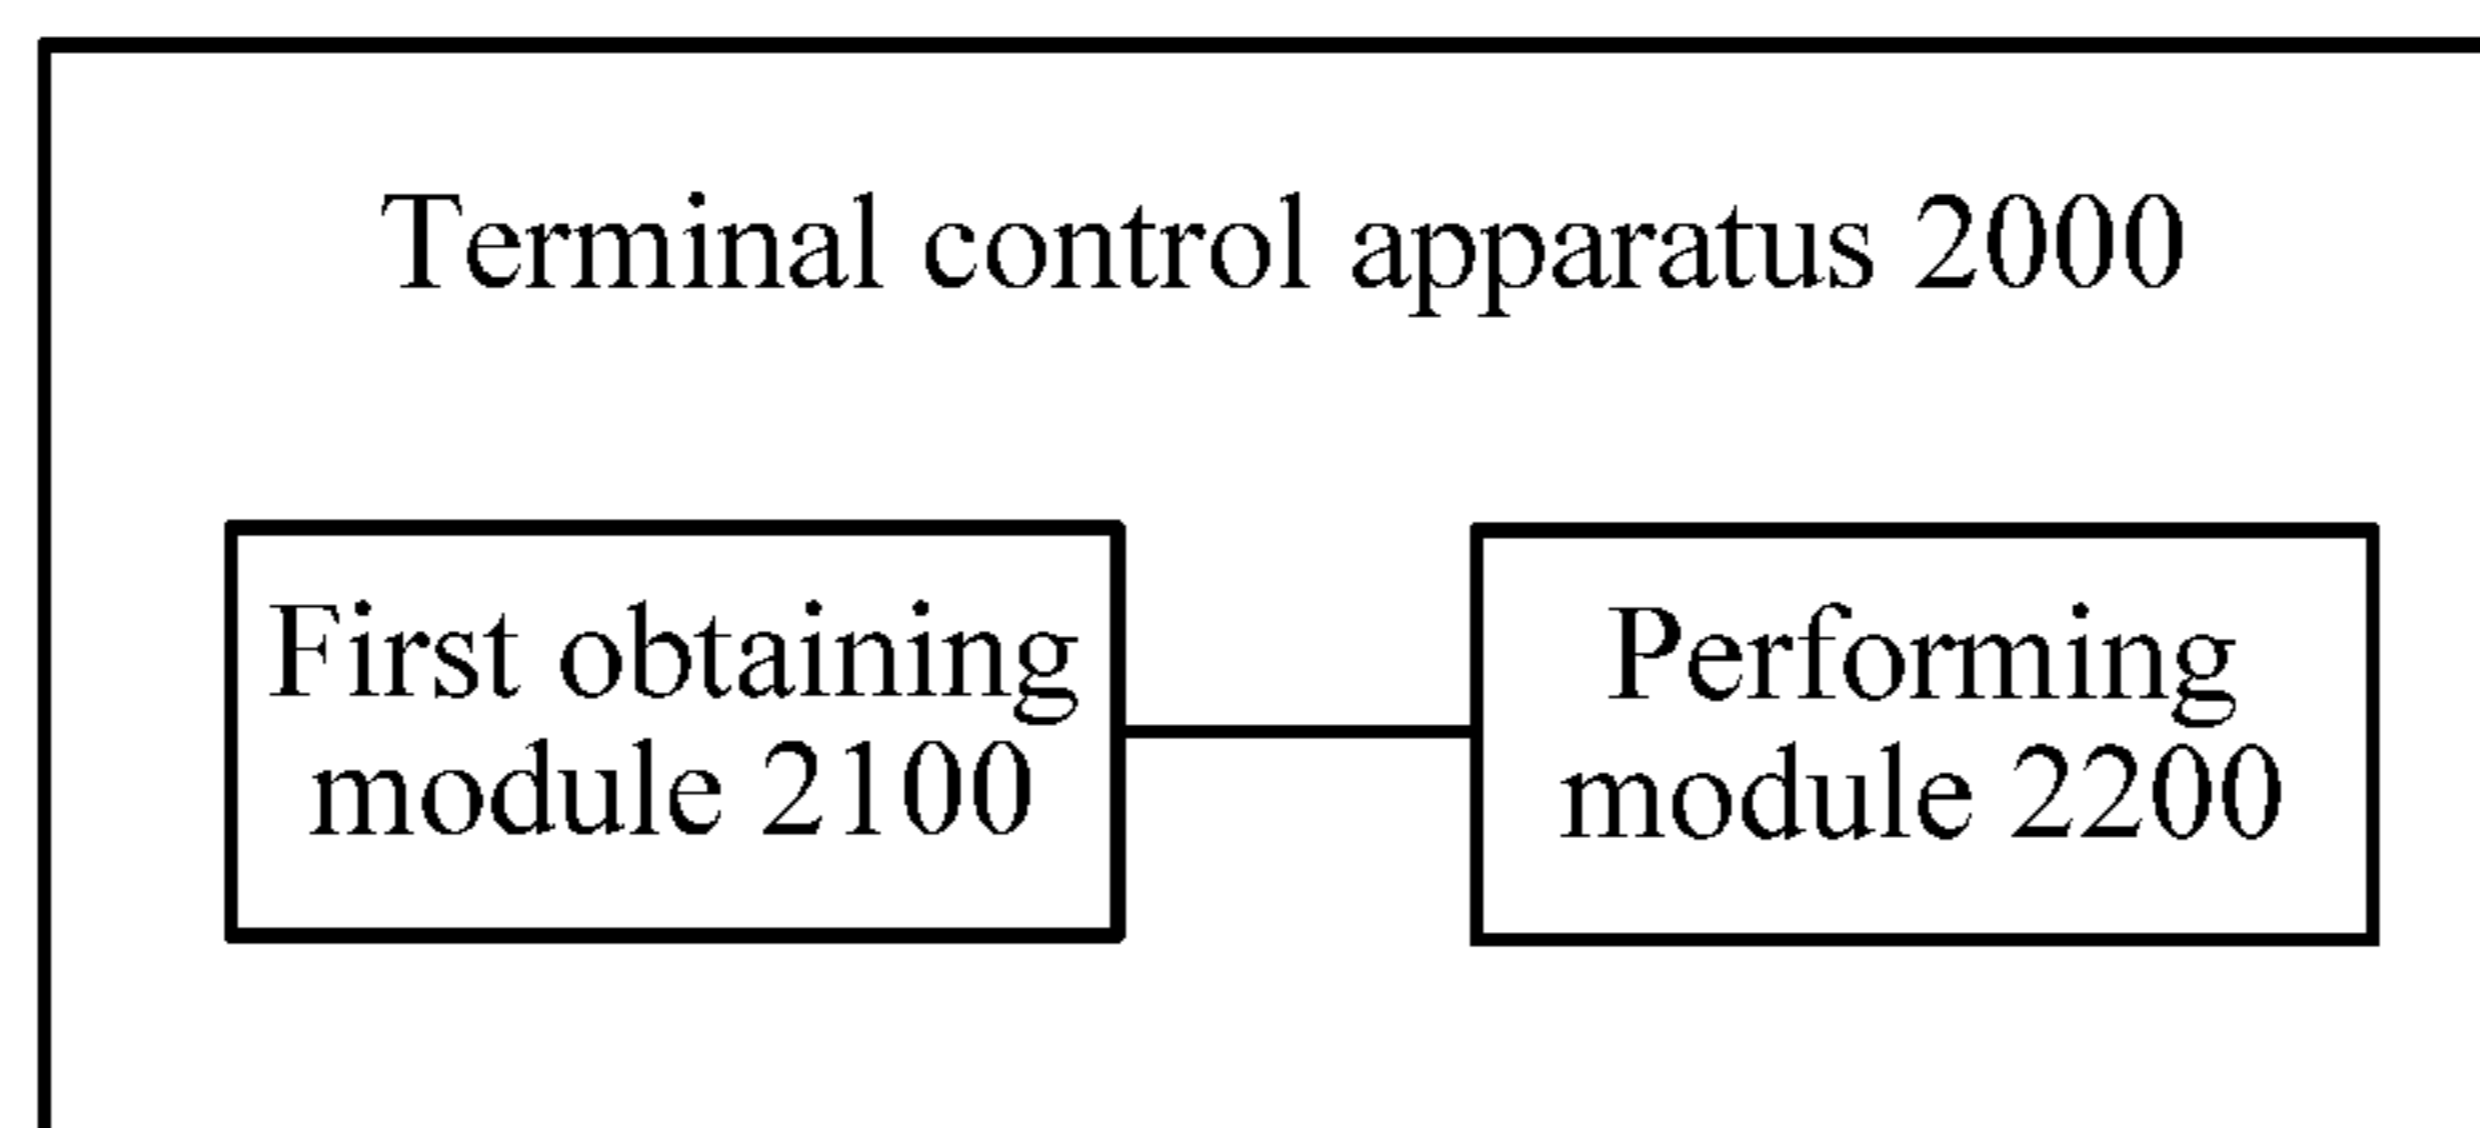 Terminal control apparatus 2000
First obtaining
module 2100
Performing
module 2200